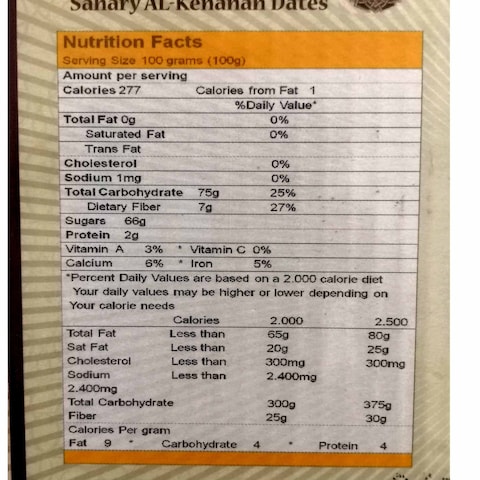 Sahary AL-Kenanah Dates
Nutrition Facts
Serving Size 100 grams (100g)
Amount per serving
Calories 277 Calories from Fat 1
%Daily Value*
Total Fat 0g 0%
Saturated Fat 0%
Trans Fat
Cholesterol 0%
Sodium 1mg 0%
Total Carbohydrate 75g 25%
Dietary Fiber 7g 27%
Sugars 66g
Protein 2g
Vitamin A 3% * Vitamin C 0%
Calcium 6% * Iron 5%
*Percent Daily Values are based on a 2.000 calorie diet
Your daily values may be higher or lower depending on
Your calorie needs
Calories 2.000 2.500
Total Fat Less than 65g 80g
Sat Fat Less than 20g 25g
Cholesterol Less than 300mg 300mg
Sodium Less than 2.400mg
2.400mg
Total Carbohydrate 300g 375g
Fiber 25g 30g
Calories Per gram
Fat 9 * Carbohydrate 4 * Protein 4